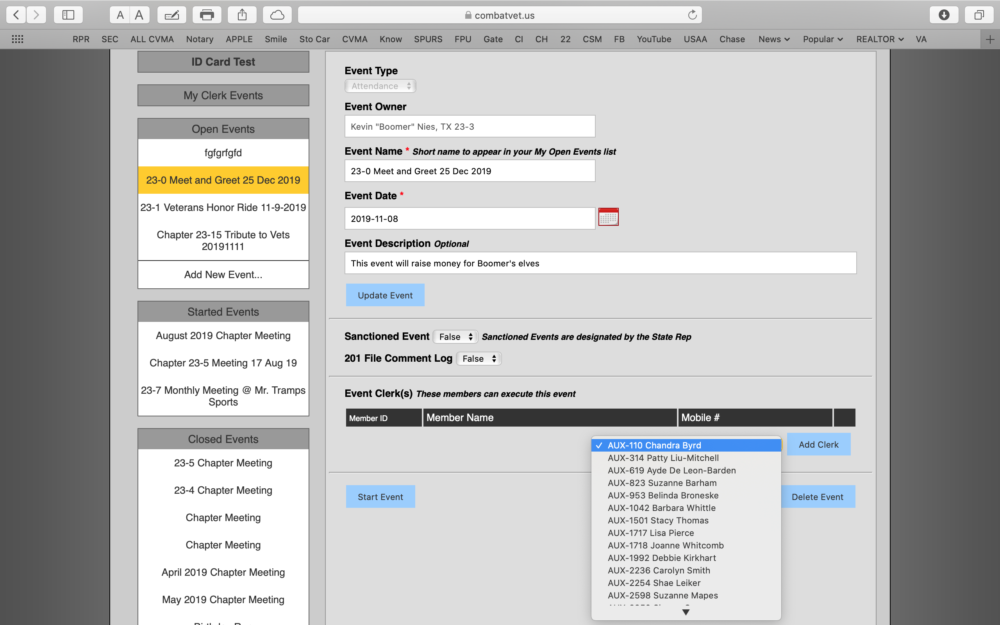 A A combatvet.us
RPR SEC ALL CVMA Notary APPLE Smile Sto Car CVMA Know SPURS FPU Gate CI CH 22 CSM FB YouTube USAA Chase News Popular REALTOR VA
ID Card Test
My Clerk Events
Open Events
fgfgrfgfd
23-0 Meet and Greet 25 Dec 2019
23-1 Veterans Honor Ride 11-9-2019
Chapter 23-15 Tribute to Vets
20191111
Add New Event...
Started Events
August 2019 Chapter Meeting
Chapter 23-5 Meeting 17 Aug 19
23-7 Monthly Meeting @ Mr. Tramps
Sports
Closed Events
23-5 Chapter Meeting
23-4 Chapter Meeting
Chapter Meeting
Chapter Meeting
April 2019 Chapter Meeting
May 2019 Chapter Meeting
Event Type
Attendance
Event Owner
Kevin "Boomer" Nies, TX 23-3
Event Name * Short name to appear in your My Open Events list
23-0 Meet and Greet 25 Dec 2019
Event Date *
2019-11-08
Event Description Optional
This event will raise money for Boomer's elves
Update Event
Sanctioned Event False Sanctioned Events are designated by the State Rep
201 File Comment Log False
Event Clerk(s) These members can execute this event
Member ID Member Name Mobile #
✓ AUX-110 Chandra Byrd
AUX-314 Patty Liu-Mitchell
AUX-619 Ayde De Leon-Barden
AUX-823 Suzanne Barham
AUX-953 Belinda Broneske
AUX-1042 Barbara Whittle
AUX-1501 Stacy Thomas
AUX-1717 Lisa Pierce
AUX-1718 Joanne Whitcomb
AUX-1992 Debbie Kirkhart
AUX-2236 Carolyn Smith
AUX-2254 Shae Leiker
AUX-2598 Suzanne Mapes
Add Clerk
Start Event
Delete Event